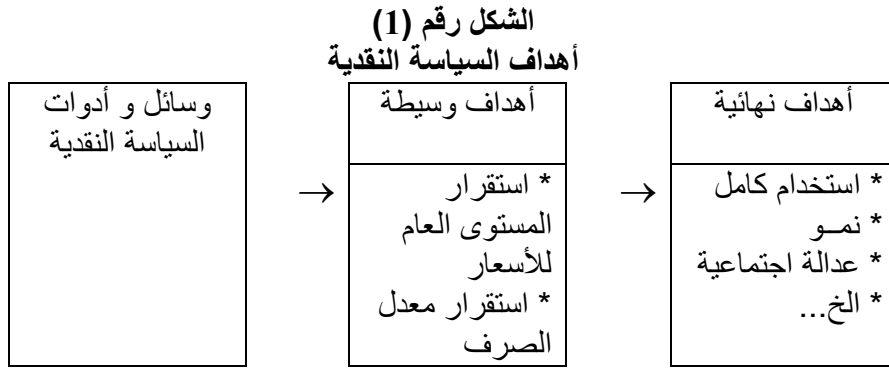 الشكل رقم (1)
أهداف السياسة النقدية
وسائل و أدوات
السياسة النقدية
→
أهداف وسيطة
* استقرار
المستوى العام
للأسعار
* استقرار معدل
الصرف
→
أهداف نهائية
* استخدام كامل
* نمــو
* عدالة اجتماعية
* الخ...